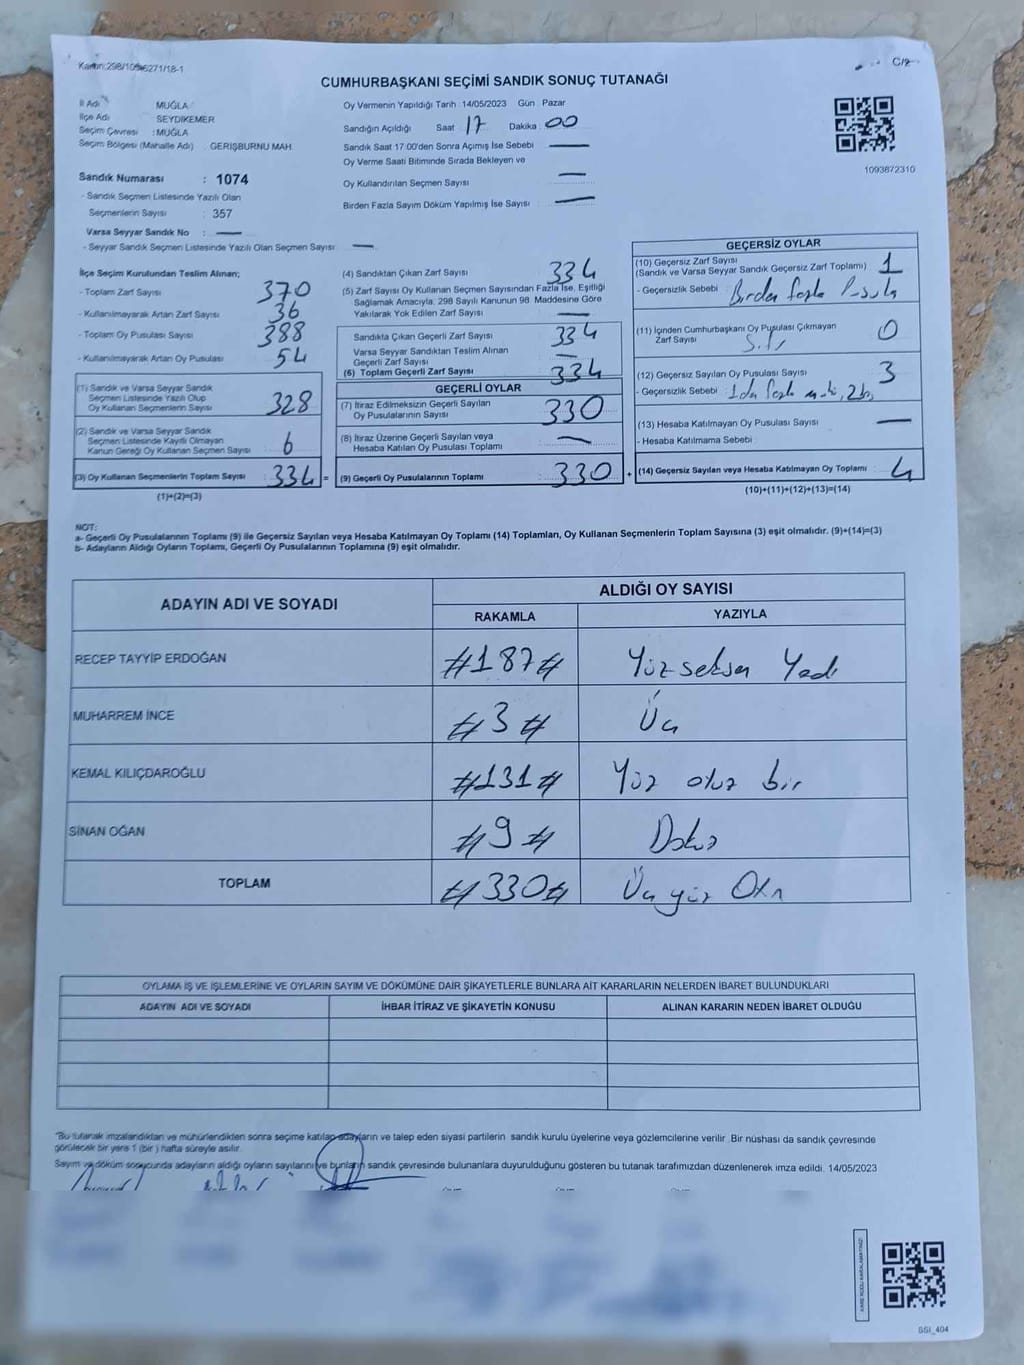 Kanun:298/105-6271/18-1
C/2
CUMHURBAŞKANI SEÇİMİ SANDIK SONUÇ TUTANAĞI
İl Adı MUĞLA
İlçe Adı SEYDİKEMER
Seçim Çevresi : MUĞLA
Seçim Bölgesi (Mahalle Adı) GERİŞBURNU MAH.
Sandık Numarası : 1074
- Sandık Seçmen Listesinde Yazılı Olan
Seçmenlerin Sayısı : 357
Varsa Seyyar Sandık No : —
- Seyyar Sandık Seçmen Listesinde Yazılı Olan Seçmen Sayısı : —
Oy Vermenin Yapıldığı Tarih : 14/05/2023 Gün Pazar
Sandığın Açıldığı Saat 17 Dakika : 00
Sandık Saat 17:00'den Sonra Açımış İse Sebebi —
Oy Verme Saati Bitiminde Sırada Bekleyen ve
Oy Kullandırılan Seçmen Sayısı —
Birden Fazla Sayım Döküm Yapılmış İse Sayısı —
1093872310
İlçe Seçim Kurulundan Teslim Alınan;
- Toplam Zarf Sayısı 370
- Kullanılmayarak Artan Zarf Sayısı 36
- Toplam Oy Pusulası Sayısı 388
- Kullanılmayarak Artan Oy Pusulası 54
(1) Sandık ve Varsa Seyyar Sandık
Seçmen Listesinde Yazılı Olup
Oy Kullanan Seçmenlerin Sayısı 328
(2) Sandık ve Varsa Seyyar Sandık
Seçmen Listesinde Kayıtlı Olmayan
Kanun Gereği Oy Kullanan Seçmen Sayısı 6
(3) Oy Kullanan Seçmenlerin Toplam Sayısı 334 =
(1)+(2)=(3)
(4) Sandıktan Çıkan Zarf Sayısı 334
(5) Zarf Sayısı Oy Kullanan Seçmen Sayısından Fazla İse, Eşitliği
Sağlamak Amacıyla, 298 Sayılı Kanunun 98. Maddesine Göre
Yakılarak Yok Edilen Zarf Sayısı —
Sandıkta Çıkan Geçerli Zarf Sayısı 334
Varsa Seyyar Sandıktan Teslim Alınan
Geçerli Zarf Sayısı —
(6) Toplam Geçerli Zarf Sayısı 334
GEÇERLİ OYLAR
(7) İtiraz Edilmeksizin Geçerli Sayılan
Oy Pusulalarının Sayısı 330
(8) İtiraz Üzerine Geçerli Sayılan veya
Hesaba Katılan Oy Pusulası Toplamı —
(9) Geçerli Oy Pusulalarının Toplamı 330 +
GEÇERSİZ OYLAR
(10) Geçersiz Zarf Sayısı 1
(Sandık ve Varsa Seyyar Sandık Geçersiz Zarf Toplamı)
- Geçersizlik Sebebi : Birden fazla Pusula
(11) İçinden Cumhurbaşkanı Oy Pusulası Çıkmayan
Zarf Sayısı 0
(12) Geçersiz Sayılan Oy Pusulası Sayısı 3
- Geçersizlik Sebebi :
(13) Hesaba Katılmayan Oy Pusulası Sayısı —
- Hesaba Katılmama Sebebi :
(14) Geçersiz Sayılan veya Hesaba Katılmayan Oy Toplamı 4
(10)+(11)+(12)+(13)=(14)
NOT:
a- Geçerli Oy Pusulalarının Toplamı (9) ile Geçersiz Sayılan veya Hesaba Katılmayan Oy Toplamı (14) Toplamları, Oy Kullanan Seçmenlerin Toplam Sayısına (3) eşit olmalıdır. (9)+(14)=(3)
b- Adayların Aldığı Oyların Toplamı, Geçerli Oy Pusulalarının Toplamına (9) eşit olmalıdır.
ADAYIN ADI VE SOYADI
ALDIĞI OY SAYISI
RAKAMLA YAZIYLA
RECEP TAYYİP ERDOĞAN #187# Yüz seksen Yedi
MUHARREM İNCE #3# Üç
KEMAL KILIÇDAROĞLU #131# Yüz otuz bir
SİNAN OĞAN #9# Dokuz
TOPLAM #330# Üç yüz Otuz
OYLAMA İŞ VE İŞLEMLERİNE VE OYLARIN SAYIM VE DÖKÜMÜNE DAİR ŞİKAYETLERLE BUNLARA AİT KARARLARIN NELERDEN İBARET BULUNDUKLARI
ADAYIN ADI VE SOYADI İHBAR İTİRAZ VE ŞİKAYETİN KONUSU ALINAN KARARIN NEDEN İBARET OLDUĞU
"Bu tutanak imzalandıktan ve mühürlendikten sonra seçime katılan adayların ve talep eden siyasi partilerin sandık kurulu üyelerine veya gözlemcilerine verilir .Bir nüshası da sandık çevresinde
görülecek bir yere 1 (bir ) hafta süreyle asılır.
Sayım ve döküm sonucunda adayların aldığı oyların sayılarını ve bunların sandık çevresinde bulunanlara duyurulduğunu gösteren bu tutanak tarafımızdan düzenlenerek imza edildi. 14/05/2023
SSI_404